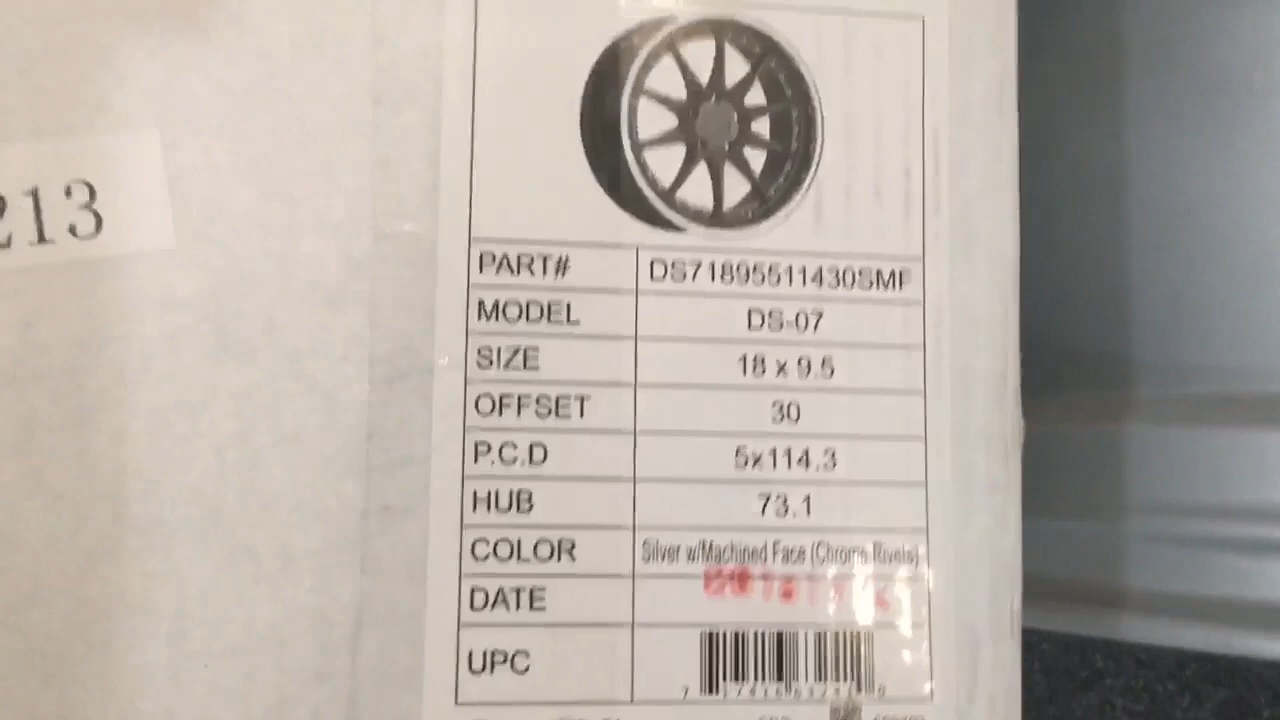 213
PART# DS71895511430SMF
MODEL DS-07
SIZE 18 x 9.5
OFFSET 30
P.C.D 5x114.3
HUB 73.1
COLOR Silver w/Machined Face (Chrome Rivets)
DATE
UPC